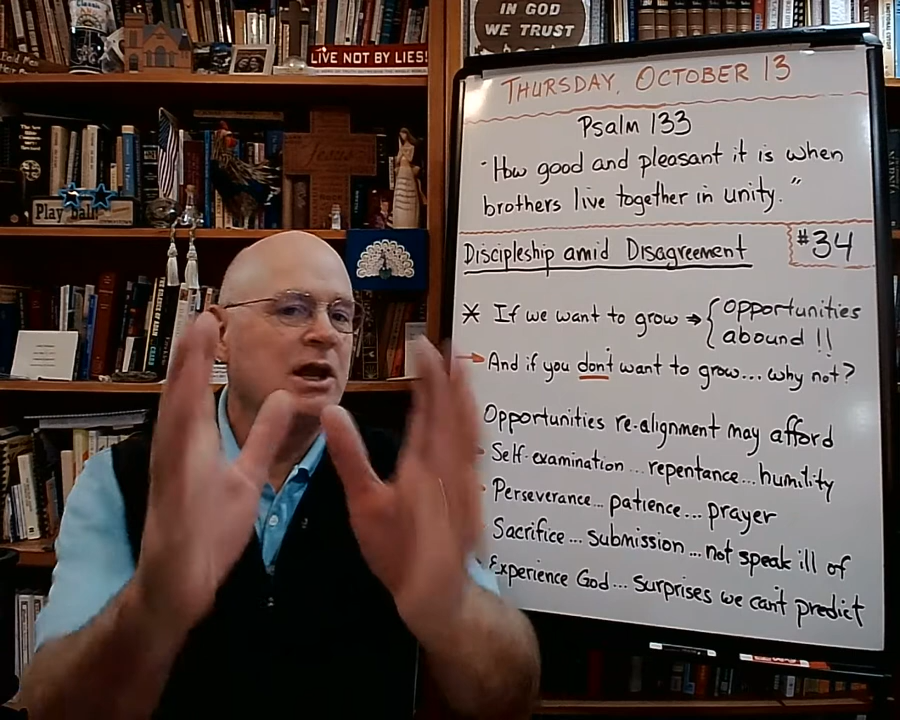 IN GOD
WE TRUST
LIVE NOT BY LIES!
Play ball
Jesus
THURSDAY, OCTOBER 13
Psalm 133
"How good and pleasant it is when
brothers live together in unity."
Discipleship amid Disagreement
#34
* If we want to grow → { opportunities
abound !!
→ And if you don't want to grow... why not?
Opportunities re-alignment may afford
- Self-examination... repentance... humility
- Perseverance... patience... prayer
Sacrifice... submission... not speak ill of
Experience God... surprises we can't predict